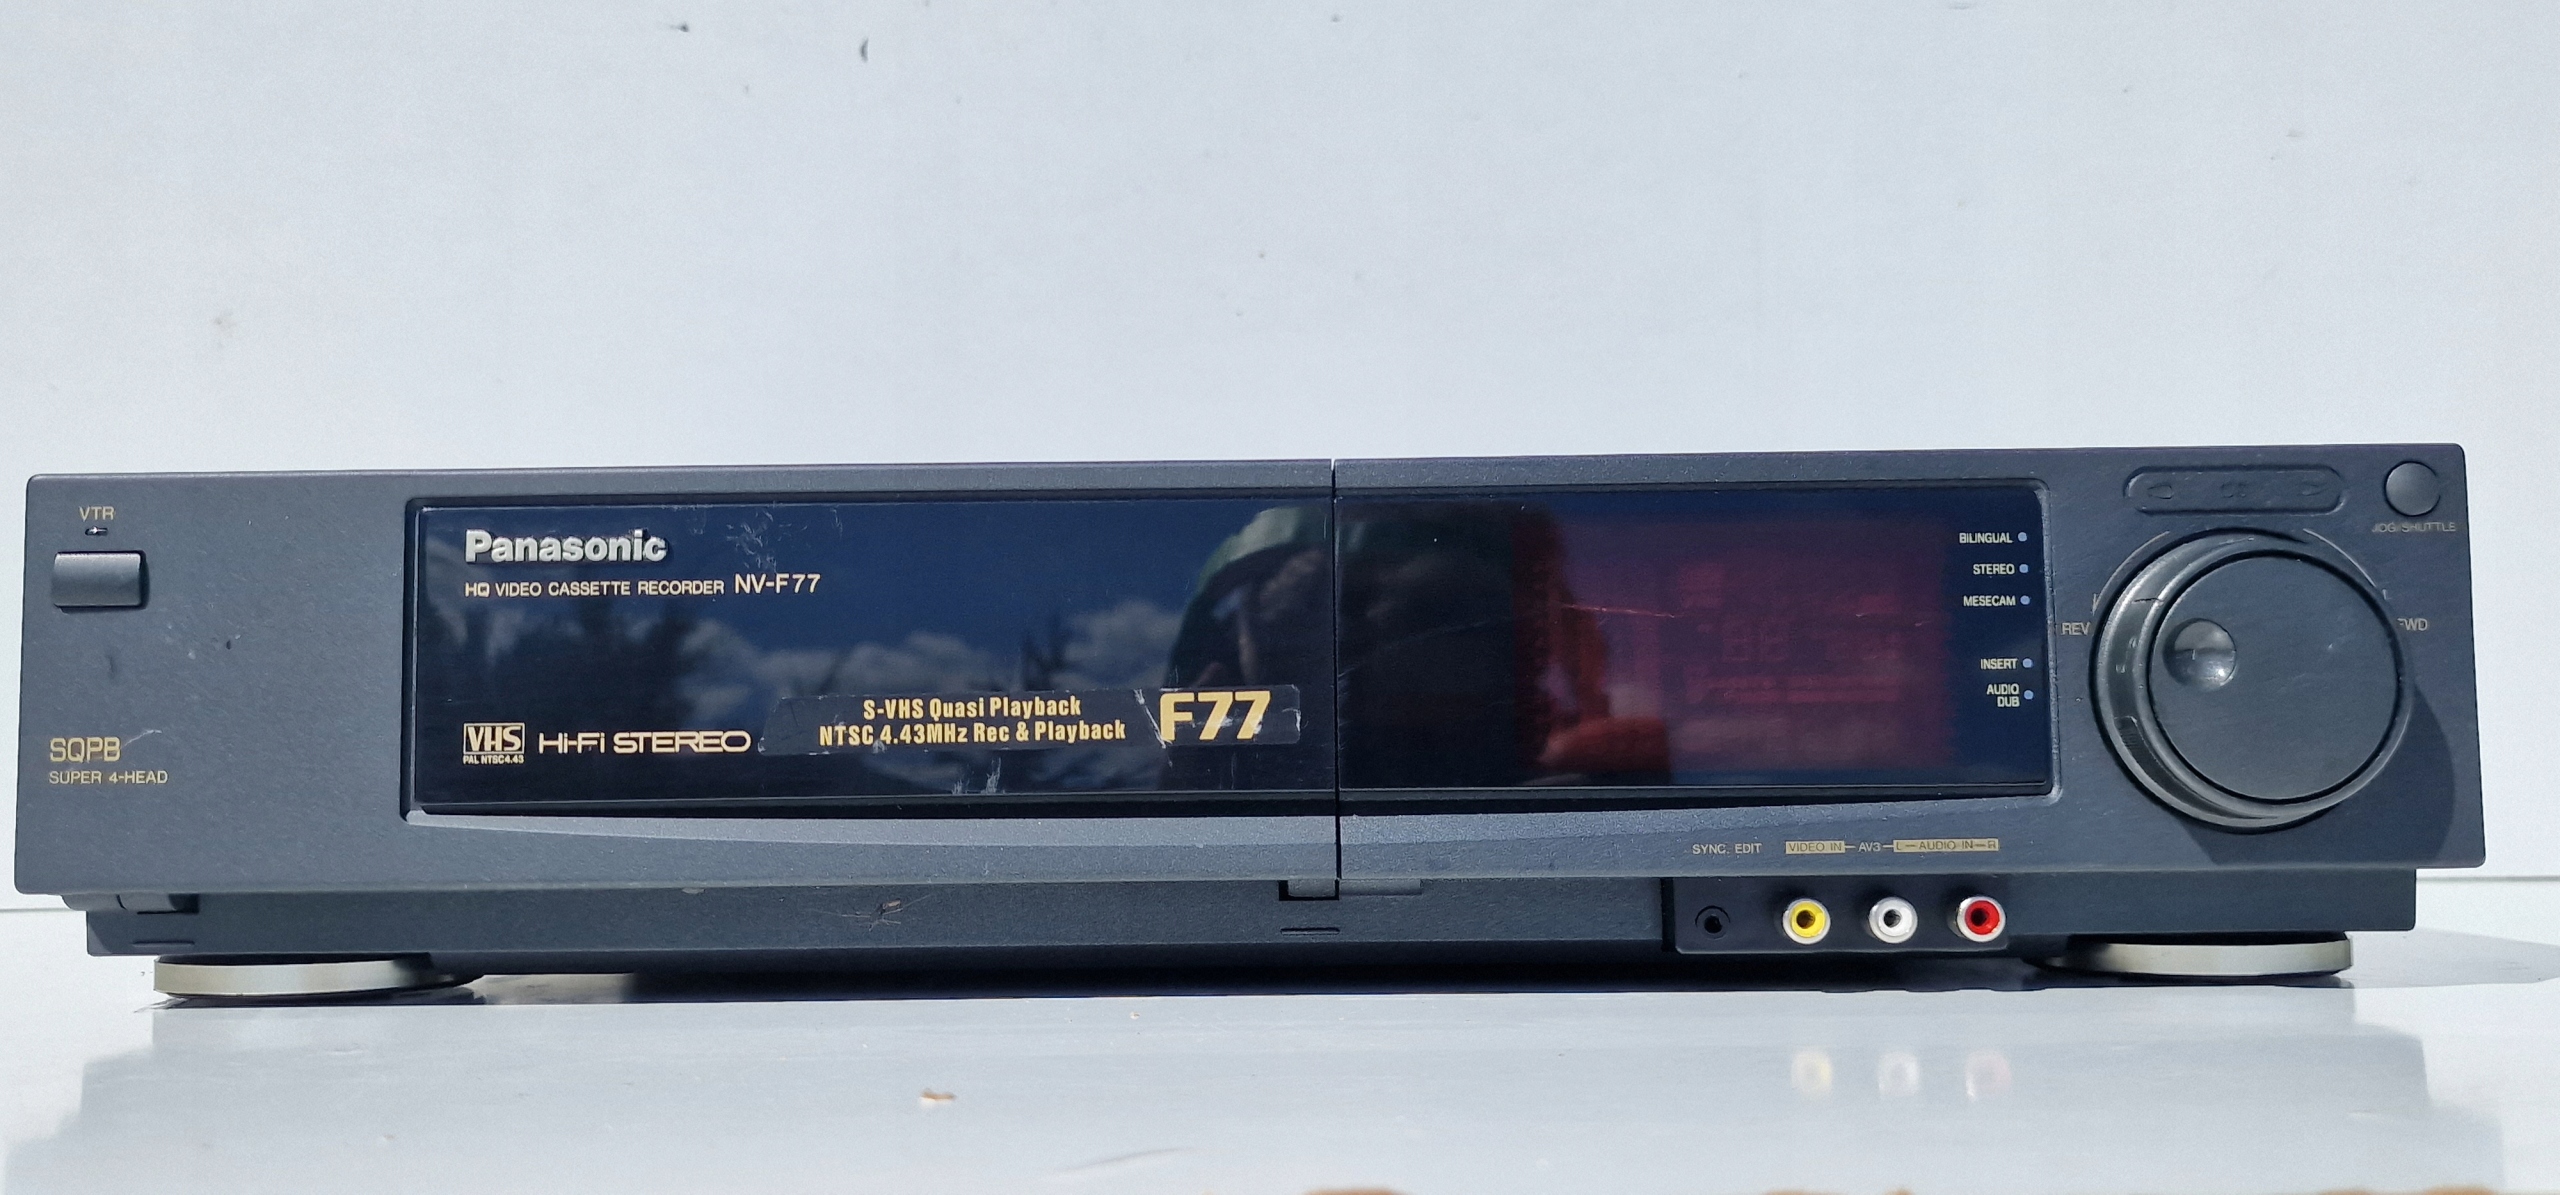 VTR
Panasonic
HQ VIDEO CASSETTE RECORDER NV-F77
S-VHS Quasi Playback
NTSC 4.43MHz Rec & Playback
F77
VHS
PAL NTSC4.43
Hi-Fi STEREO
SQPB
SUPER 4-HEAD
BILINGUAL
STEREO
MESECAM
INSERT
AUDIO
DUB
JOG/SHUTTLE
REV
FWD
SYNC. EDIT
VIDEO IN AV3 L AUDIO IN R